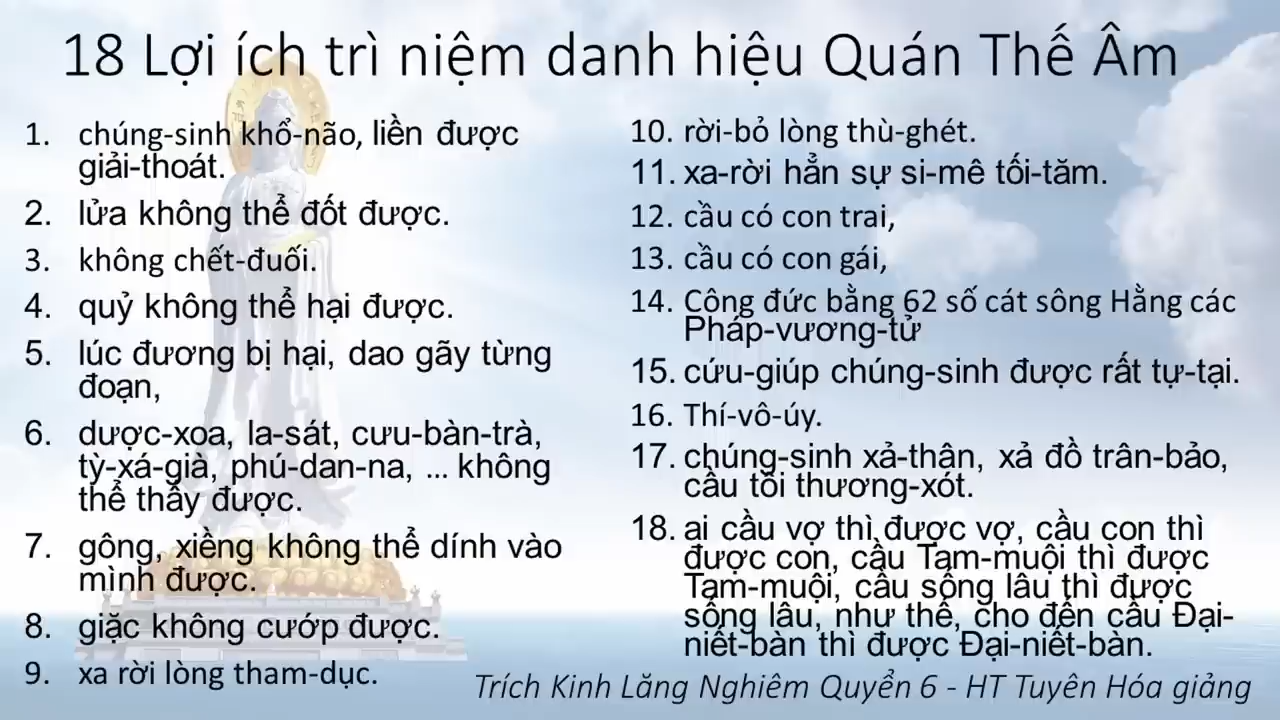 18 Lợi ích trì niệm danh hiệu Quán Thế Âm
1. chúng-sinh khổ-não, liền được
giải-thoát.
2. lửa không thể đốt được.
3. không chết-đuối.
4. quỷ không thể hại được.
5. lúc đương bị hại, dao gãy từng
đoạn,
6. dược-xoa, la-sát, cưu-bàn-trà,
tỳ-xá-già, phú-dan-na, ... không
thể thấy được.
7. gông, xiềng không thể dính vào
mình được.
8. giặc không cướp được.
9. xa rời lòng tham-dục.
10. rời-bỏ lòng thù-ghét.
11. xa-rời hẳn sự si-mê tối-tăm.
12. cầu có con trai,
13. cầu có con gái,
14. Công đức bằng 62 số cát sông Hằng các
Pháp-vương-tử
15. cứu-giúp chúng-sinh được rất tự-tại.
16. Thí-vô-úy.
17. chúng-sinh xả-thân, xả đồ trân-bảo,
cầu tôi thương-xót.
18. ai cầu vợ thì được vợ, cầu con thì
được con, cầu Tam-muội thì được
Tam-muội, cầu sống lâu thì được
sống lâu, như thế, cho đến cầu Đại-
niết-bàn thì được Đại-niết-bàn.
Trích Kinh Lăng Nghiêm Quyển 6 - HT Tuyên Hóa giảng